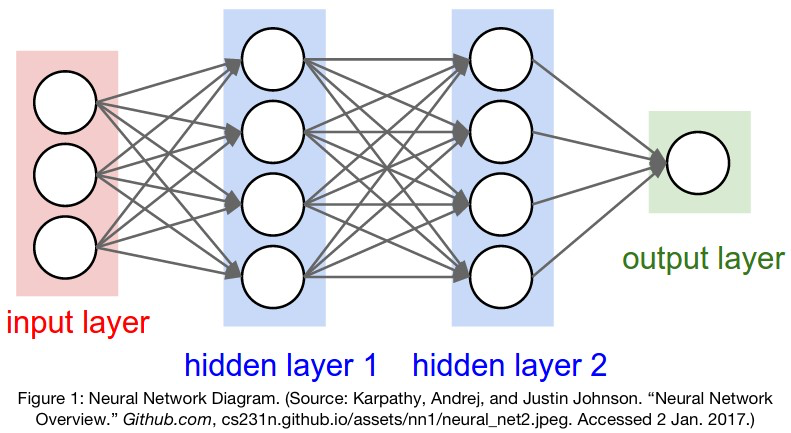 input layer
hidden layer 1
hidden layer 2
output layer
Figure 1: Neural Network Diagram. (Source: Karpathy, Andrej, and Justin Johnson. “Neural Network
Overview.” Github.com, cs231n.github.io/assets/nn1/neural_net2.jpeg. Accessed 2 Jan. 2017.)